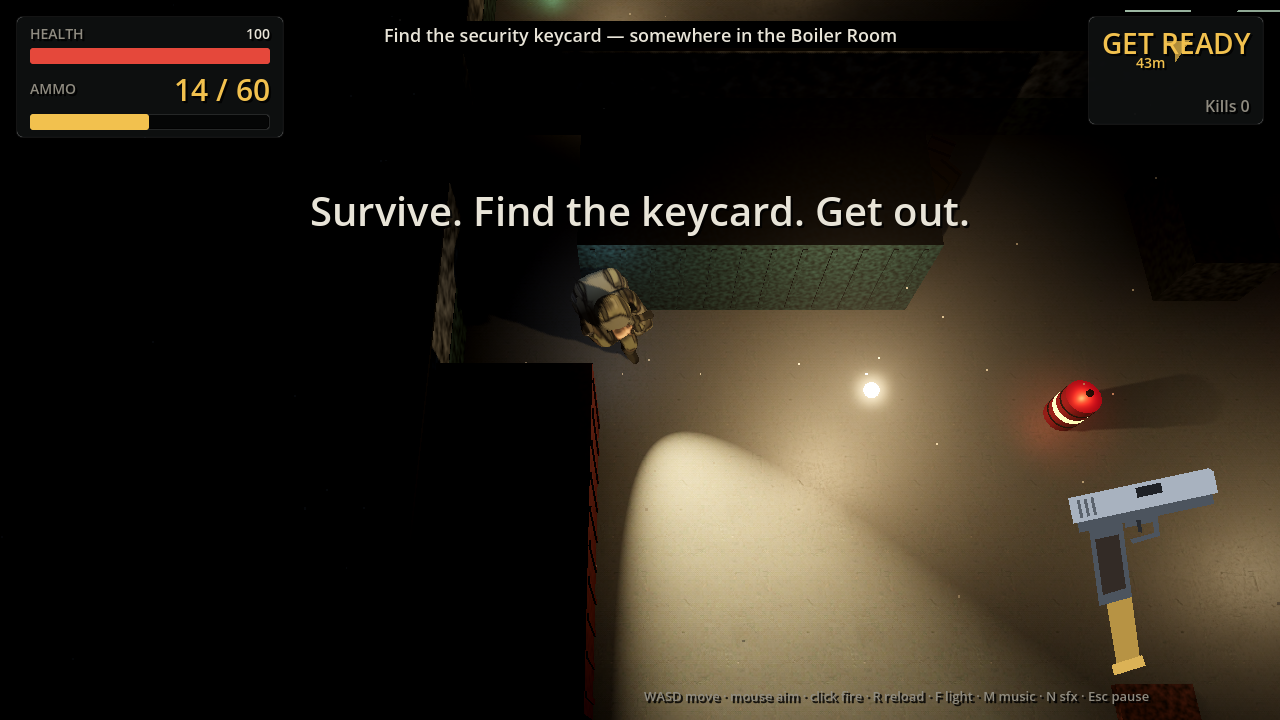 HEALTH 100
AMMO 14 / 60
Find the security keycard — somewhere in the Boiler Room
GET READY
43m
Kills 0
Survive. Find the keycard. Get out.
WASD move · mouse aim · click fire · R reload · F light · M music · N sfx · Esc pause